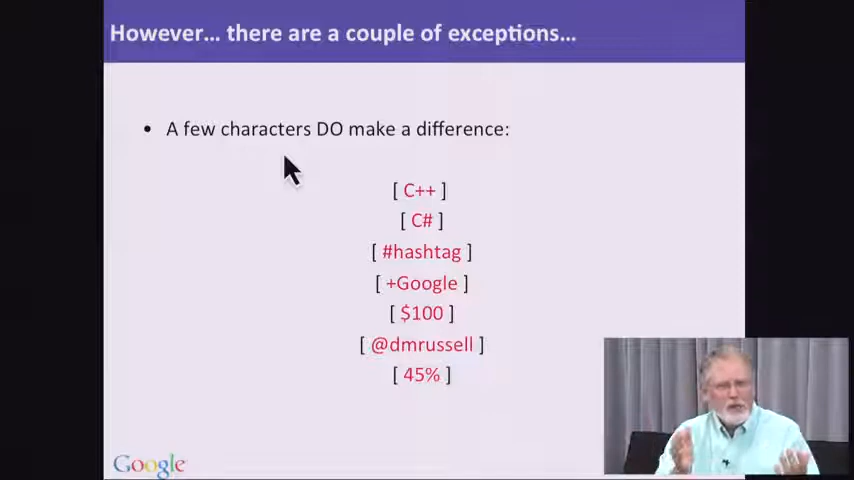 However... there are a couple of exceptions...
• A few characters DO make a difference:
[ C++ ]
[ C# ]
[ #hashtag ]
[ +Google ]
[ $100 ]
[ @dmrussell ]
[ 45% ]
Google